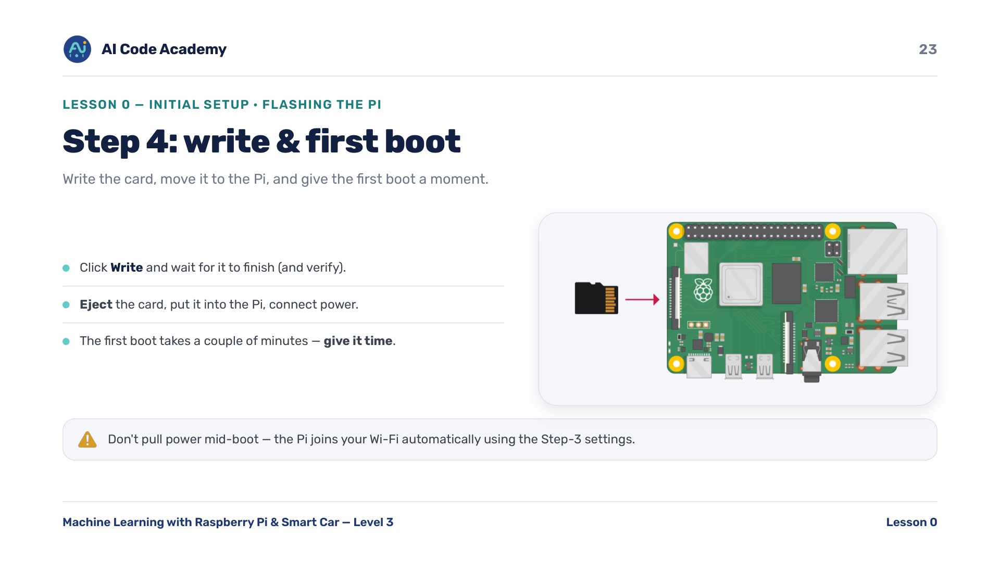 AI Code Academy
23
LESSON 0 — INITIAL SETUP · FLASHING THE PI
Step 4: write & first boot
Write the card, move it to the Pi, and give the first boot a moment.
Click Write and wait for it to finish (and verify).
Eject the card, put it into the Pi, connect power.
The first boot takes a couple of minutes — give it time.
Don't pull power mid-boot — the Pi joins your Wi-Fi automatically using the Step-3 settings.
Machine Learning with Raspberry Pi & Smart Car — Level 3
Lesson 0